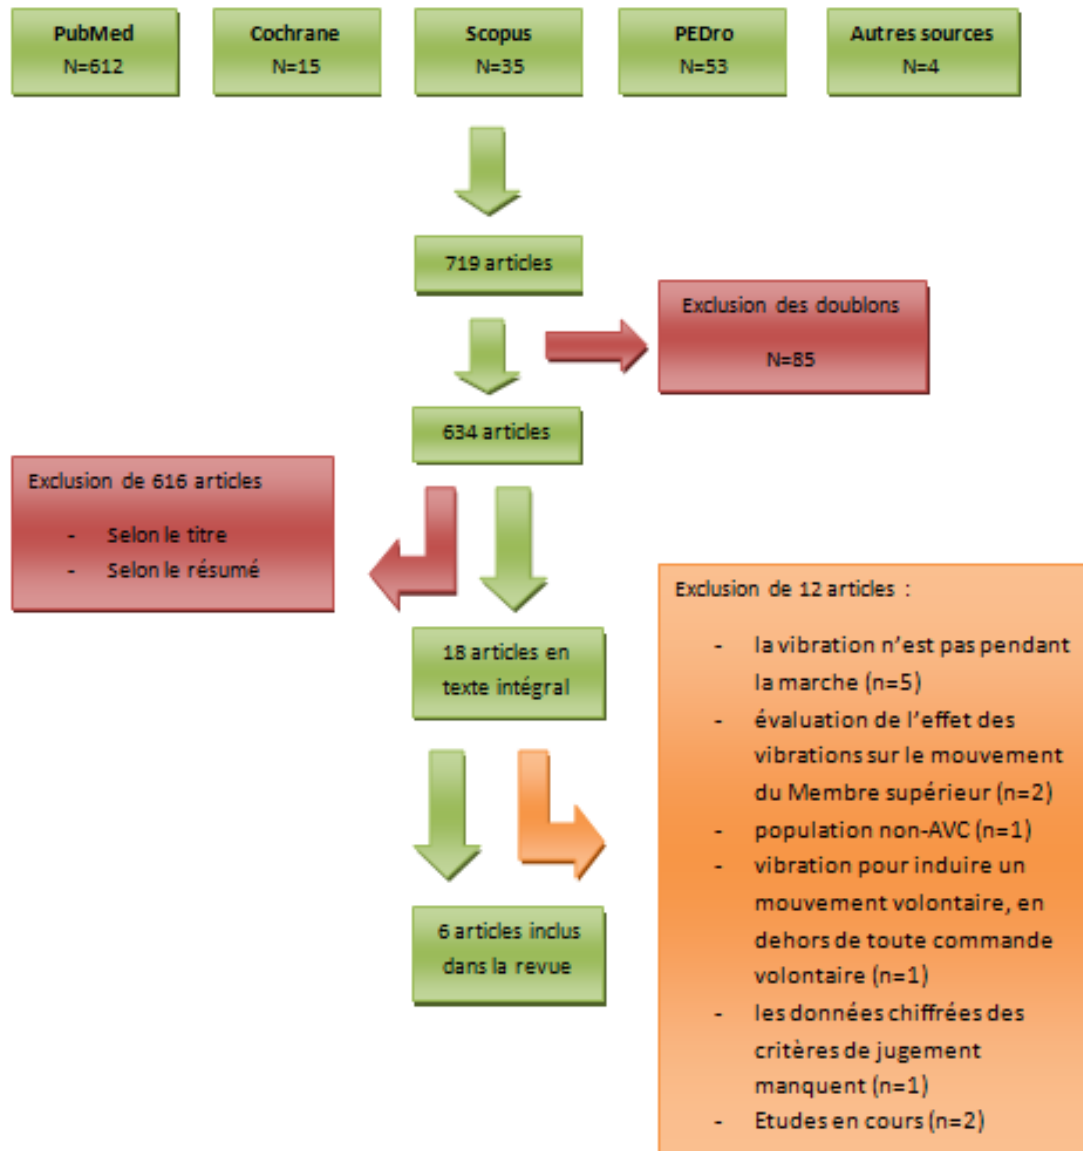 PubMed
N=612
Cochrane
N=15
Scopus
N=35
PEDro
N=53
Autres sources
N=4
719 articles
Exclusion des doublons
N=85
634 articles
Exclusion de 616 articles
- Selon le titre
- Selon le résumé
18 articles en
texte intégral
Exclusion de 12 articles :
- la vibration n'est pas pendant
la marche (n=5)
- évaluation de l'effet des
vibrations sur le mouvement
du Membre supérieur (n=2)
- population non-AVC (n=1)
- vibration pour induire un
mouvement volontaire, en
dehors de toute commande
volontaire (n=1)
- les données chiffrées des
critères de jugement
manquent (n=1)
- Etudes en cours (n=2)
6 articles inclus
dans la revue